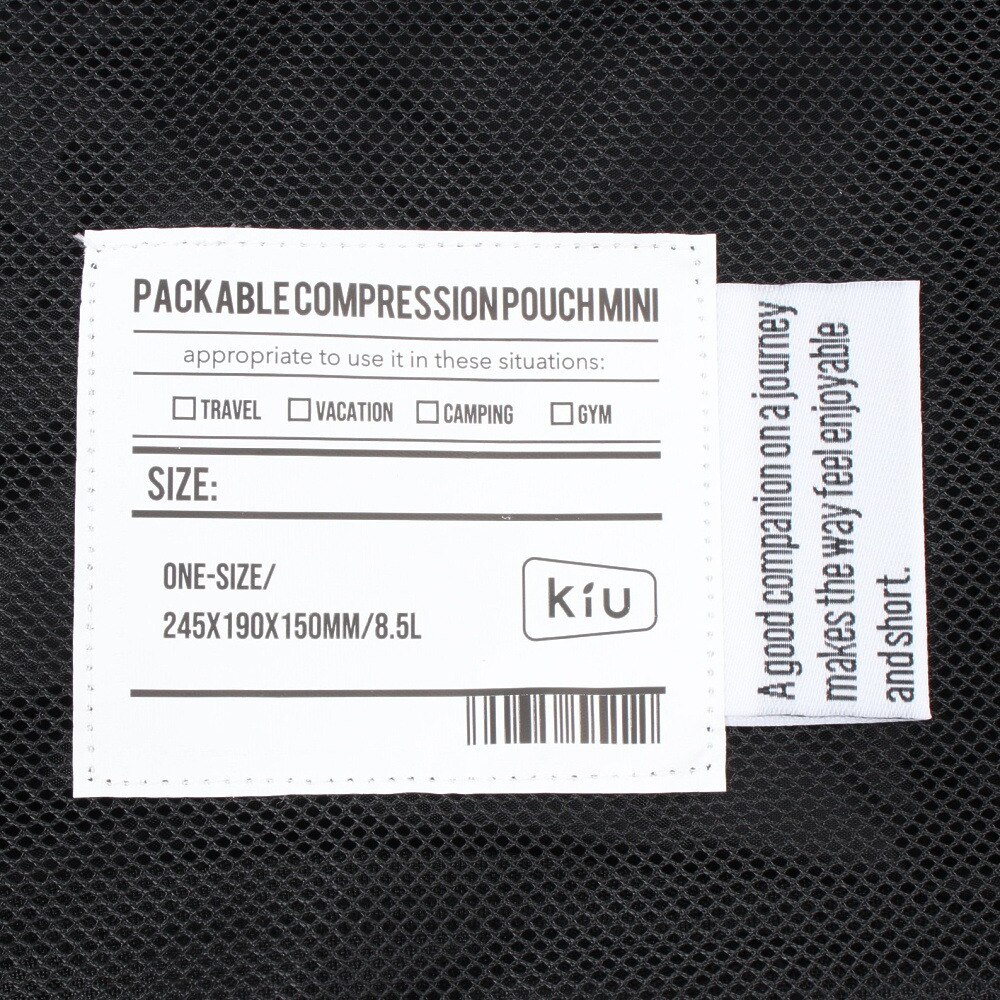 PACKABLE COMPRESSION POUCH MINI
appropriate to use it in these situations:
TRAVEL VACATION CAMPING GYM
SIZE:
ONE-SIZE/
245X190X150MM/8.5L
kiu
A good companion on a journey
makes the way feel enjoyable
and short.